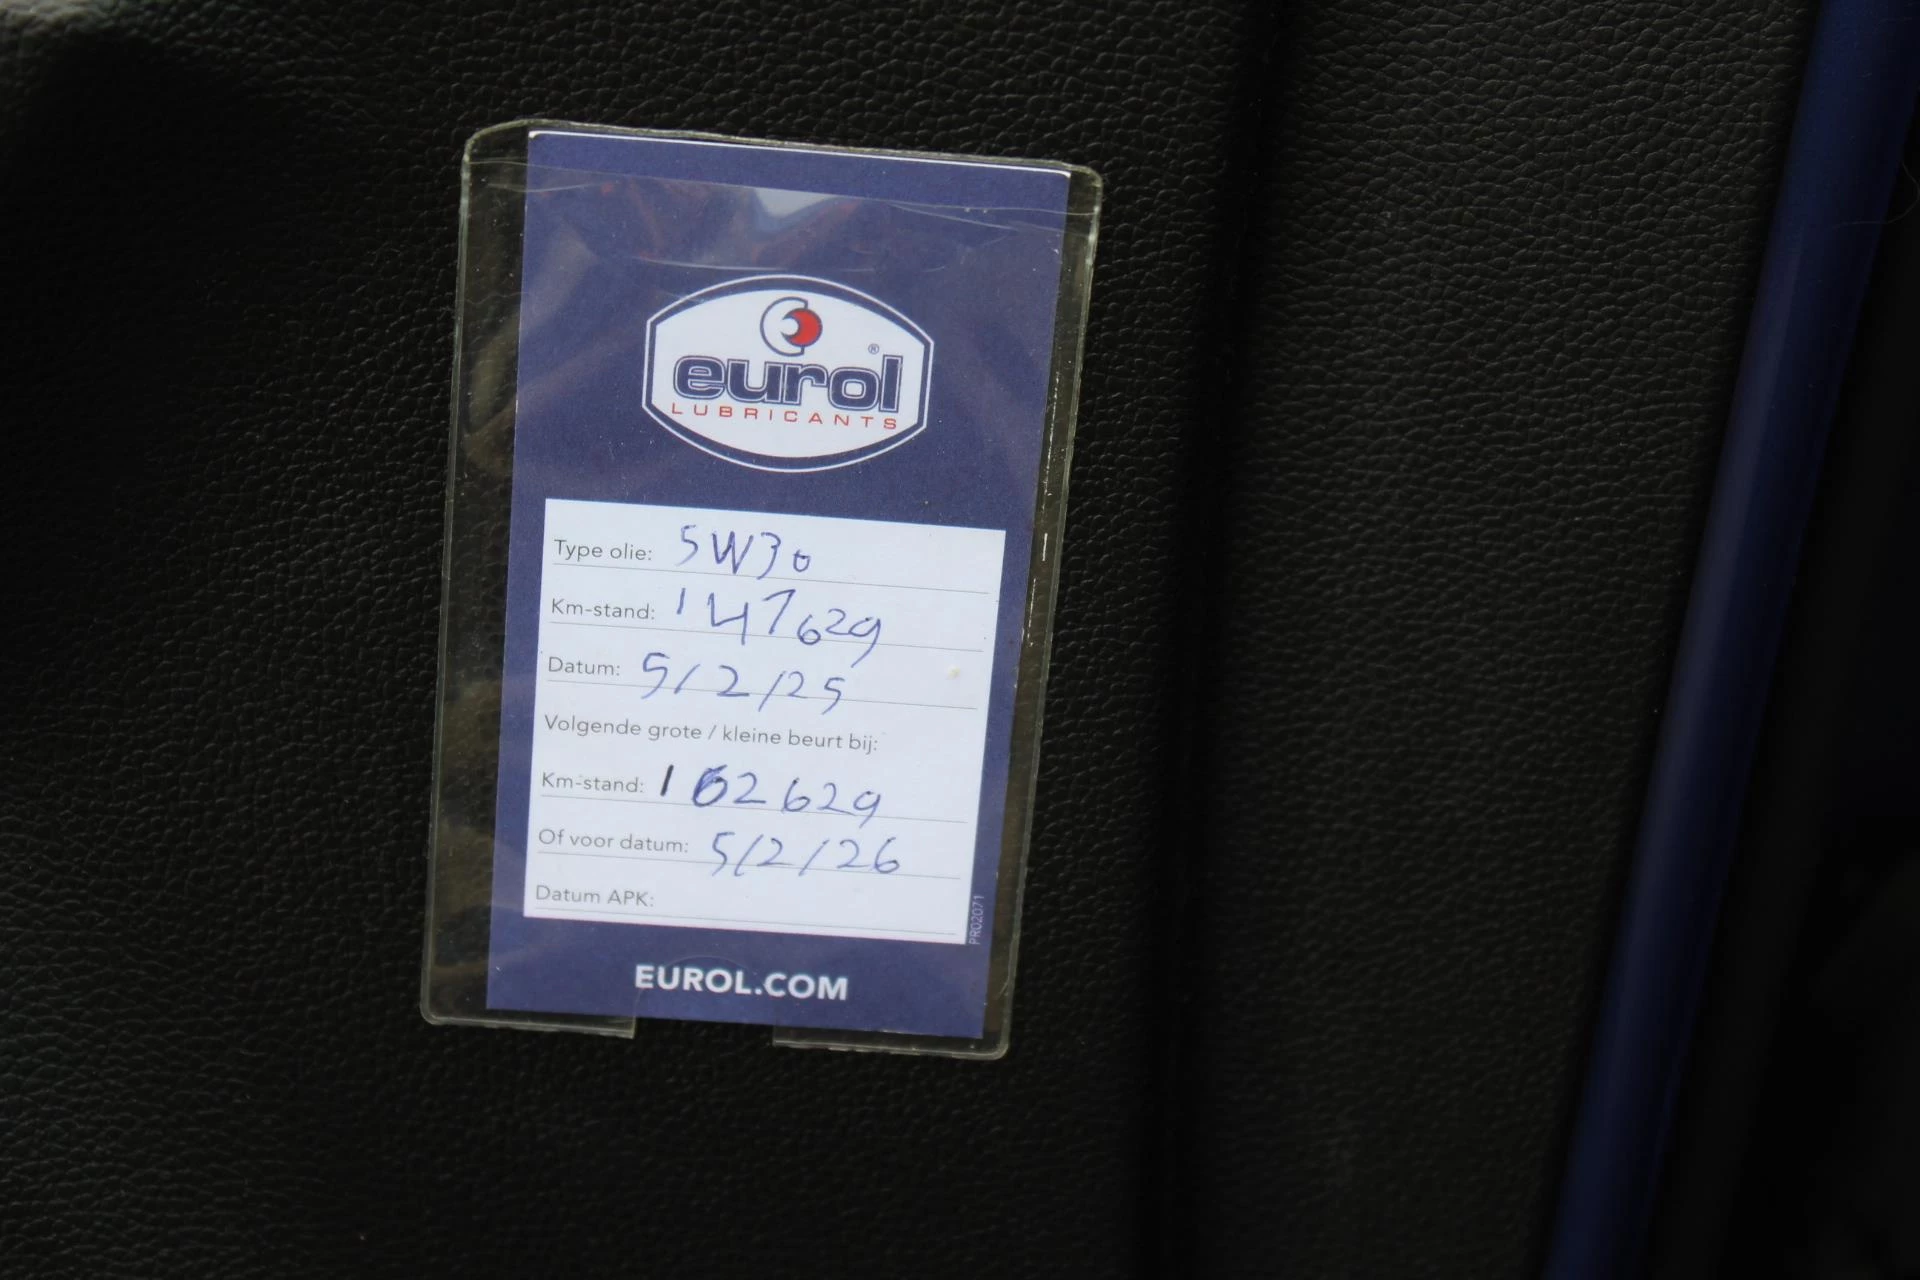 eurol®
LUBRICANTS
Type olie: 5W30
Km-stand: 147629
Datum: 5/2/25
Volgende grote / kleine beurt bij:
Km-stand: 162629
Of voor datum: 5/2/26
Datum APK:
PR02071
EUROL.COM